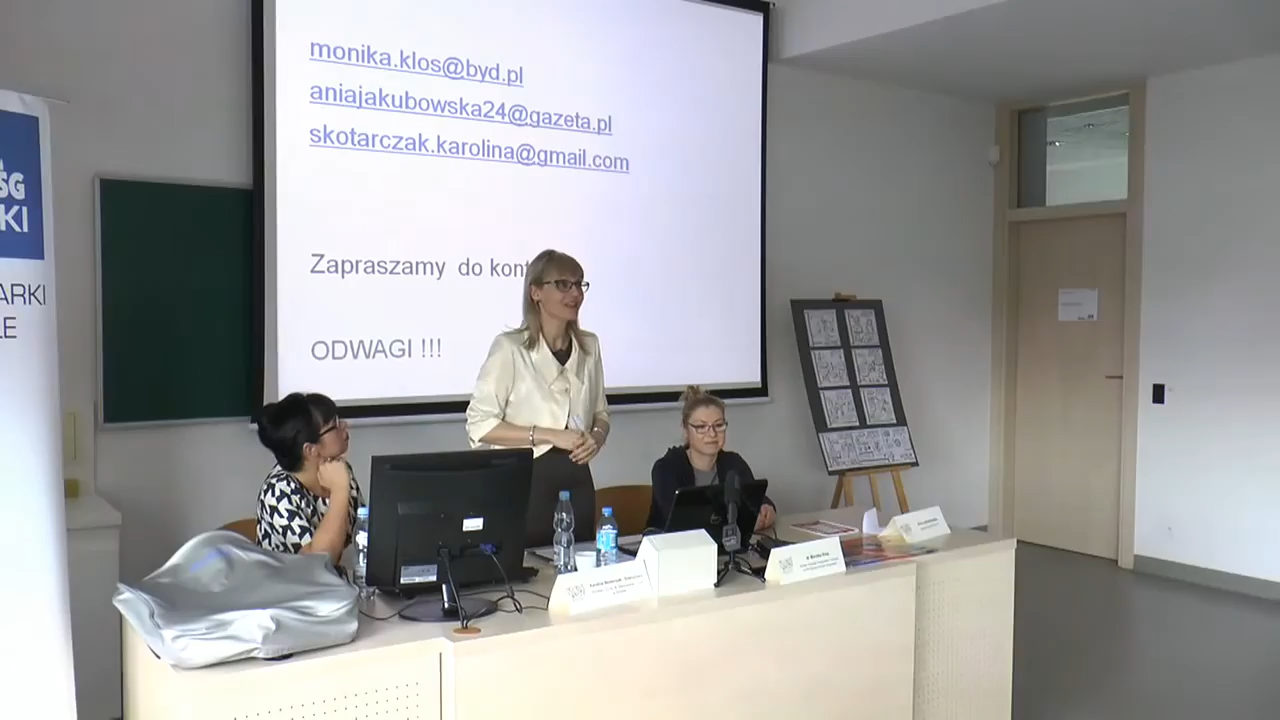 monika.klos@byd.pl
aniajakubowska24@gazeta.pl
skotarczak.karolina@gmail.com
Zapraszamy do kont
ODWAGI !!!
SG
KI
ARKI
LE